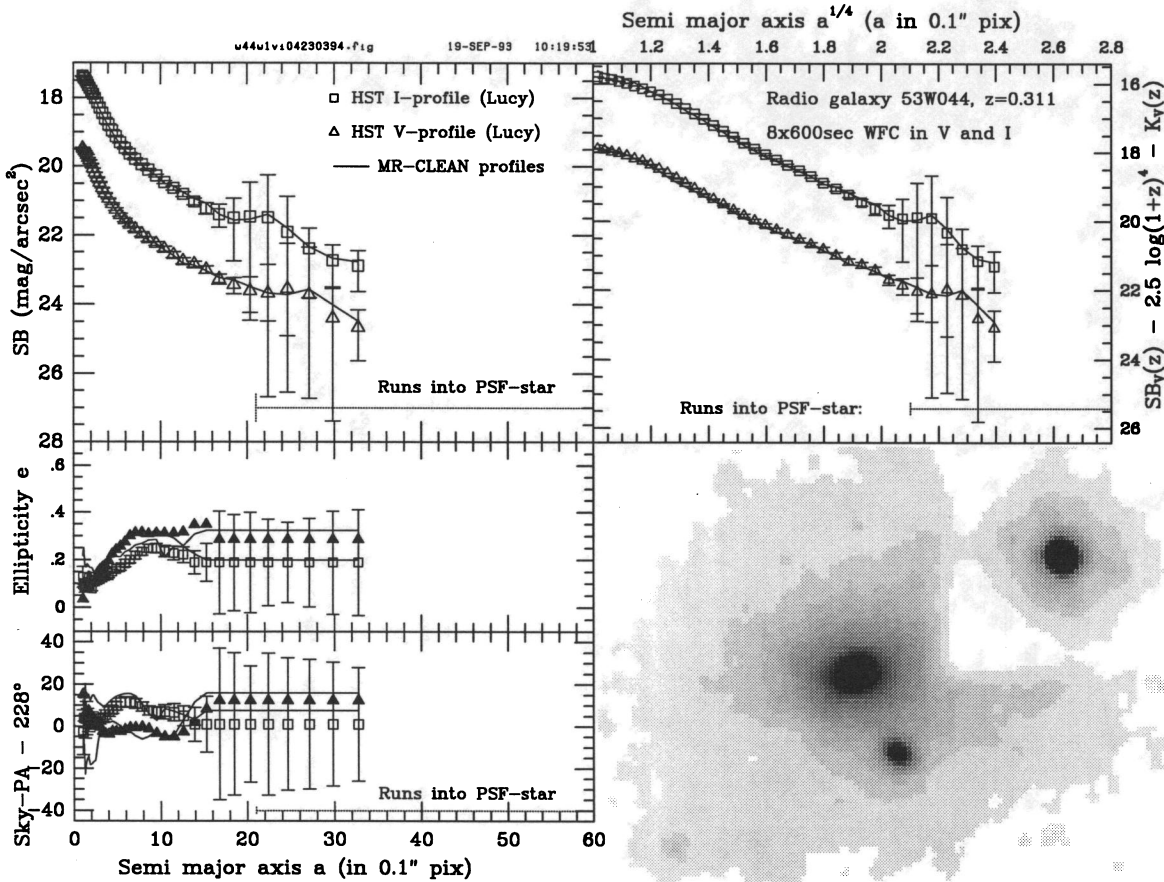 Semi major axis a^1/4 (a in 0.1" pix)
u44u1vi04230394.fig 19-SEP-93 10:19:53
1 1.2 1.4 1.6 1.8 2 2.2 2.4 2.6 2.8
□ HST I-profile (Lucy)
△ HST V-profile (Lucy)
— MR-CLEAN profiles
Runs into PSF-star
SB (mag/arcsec²)
18
20
22
24
26
28
Radio galaxy 53W044, z=0.311
8x600sec WFC in V and I
Runs into PSF-star:
16
18
20
22
24
26
SB_V(z) - 2.5 log(1+z)^4 - K_V(z)
Ellipticity e
.6
.4
.2
0
Sky-PA_I - 228°
40
20
0
-20
-40
Runs into PSF-star
0 10 20 30 40 50 60
Semi major axis a (in 0.1" pix)